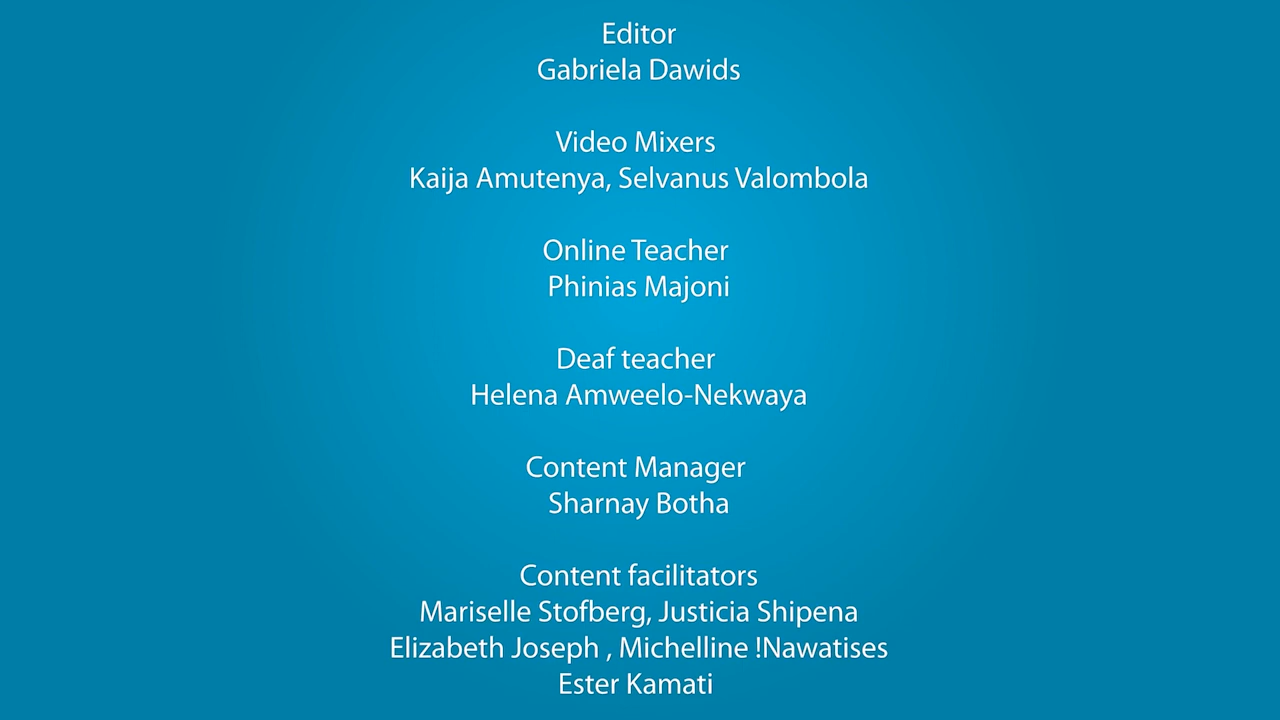 Editor
Gabriela Dawids
Video Mixers
Kaija Amutenya, Selvanus Valombola
Online Teacher
Phinias Majoni
Deaf teacher
Helena Amweelo-Nekwaya
Content Manager
Sharnay Botha
Content facilitators
Mariselle Stofberg, Justicia Shipena
Elizabeth Joseph , Michelline !Nawatises
Ester Kamati